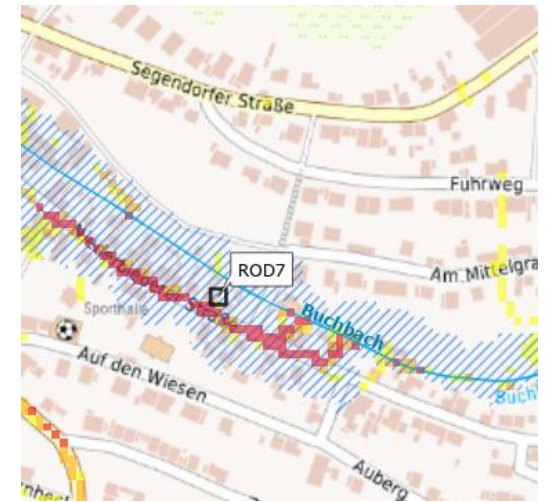 Segendorfer Straße
Fuhrweg
ROD7
Am Mittelgra
Sporthalle
Buchbach
Auf den Wiesen
Auberg